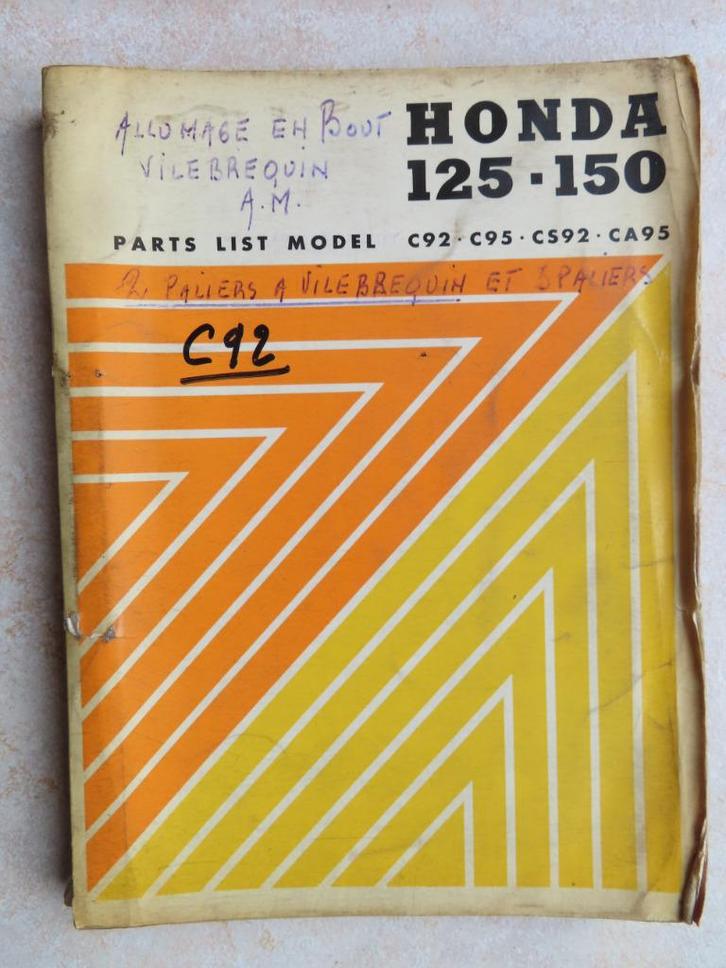 ALLUMAGE EN BOUT
VILEBREQUIN
A.M.
HONDA
125·150
PARTS LIST MODEL C92·C95·CS92·CA95
2 PALIERS A VILEBREQUIN ET 3 PALIERS
C92